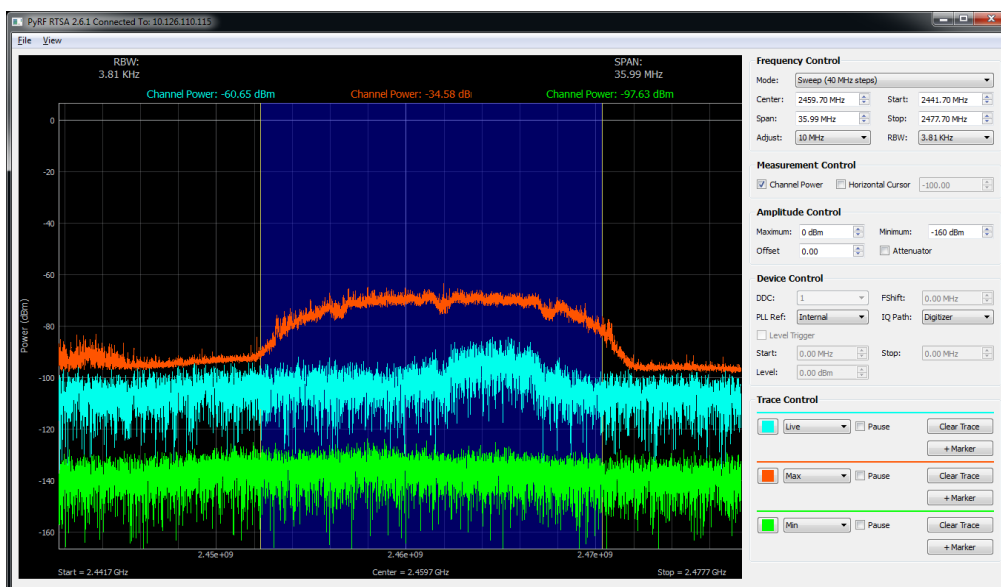 PyRF RTSA 2.6.1 Connected To: 10.126.110.115
File View
RBW: SPAN:
3.81 KHz 35.99 MHz
Channel Power: -60.65 dBm Channel Power: -34.58 dBi Channel Power: -97.63 dBm
0
-20
-40
-60
-80
-100
-120
-140
-160
Power (dBm)
2.45e+09 2.46e+09 2.47e+09
Start = 2.4417 GHz Center = 2.4597 GHz Stop = 2.4777 GHz
Frequency Control
Mode: Sweep (40 MHz steps)
Center: 2459.70 MHz Start: 2441.70 MHz
Span: 35.99 MHz Stop: 2477.70 MHz
Adjust: 10 MHz RBW: 3.81 KHz
Measurement Control
Channel Power Horizontal Cursor -100.00
Amplitude Control
Maximum: 0 dBm Minimum: -160 dBm
Offset 0.00 Attenuator
Device Control
DDC: 1 FShift: 0.00 MHz
PLL Ref: Internal IQ Path: Digitizer
Level Trigger
Start: 0.00 MHz Stop: 0.00 MHz
Level: 0.00 dBm
Trace Control
Live Pause Clear Trace
+ Marker
Max Pause Clear Trace
+ Marker
Min Pause Clear Trace
+ Marker